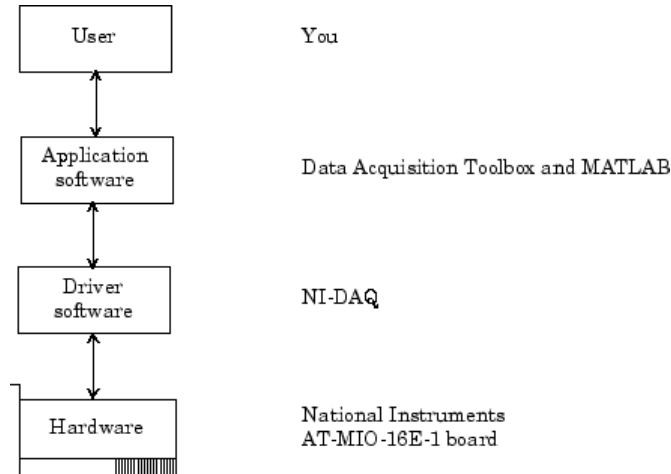 User
You
Application
software
Data Acquisition Toolbox and MATLAB
Driver
software
NI-DAQ
Hardware
National Instruments
AT-MIO-16E-1 board